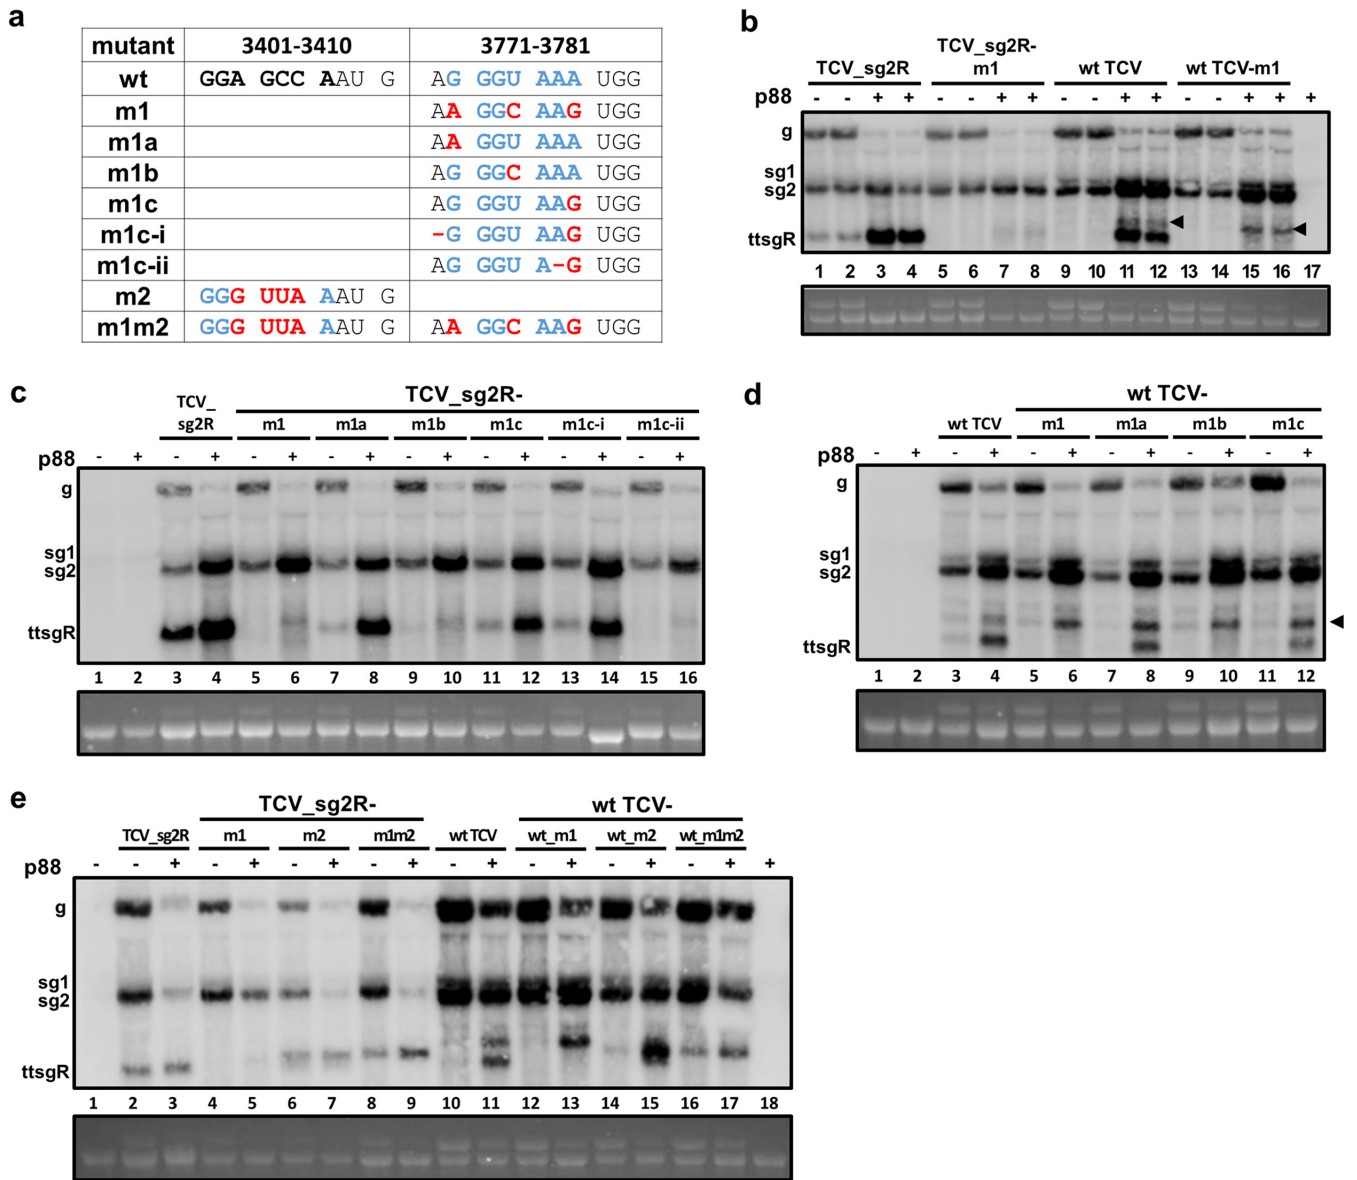 a
mutant 3401-3410 3771-3781
wt GGA GCC AAU G AG GGU AAA UGG
m1 AA GGC AAG UGG
m1a AA GGU AAA UGG
m1b AG GGC AAA UGG
m1c AG GGU AAG UGG
m1c-i -G GGU AAG UGG
m1c-ii AG GGU A-G UGG
m2 GGG UUA AAU G
m1m2 GGG UUA AAU G AA GGC AAG UGG
b
TCV_sg2R TCV_sg2R-m1 wt TCV wt TCV-m1
p88 - - + + - - + + - - + + - - + + +
g
sg1
sg2
ttsgR
1 2 3 4 5 6 7 8 9 10 11 12 13 14 15 16 17
c
TCV_sg2R-
TCV_
sg2R m1 m1a m1b m1c m1c-i m1c-ii
p88 - + - + - + - + - + - + - + - +
g
sg1
sg2
ttsgR
1 2 3 4 5 6 7 8 9 10 11 12 13 14 15 16
d
wt TCV-
wt TCV m1 m1a m1b m1c
p88 - + - + - + - + - + - +
g
sg1
sg2
ttsgR
1 2 3 4 5 6 7 8 9 10 11 12
e
TCV_sg2R- wt TCV-
TCV_sg2R m1 m2 m1m2 wt TCV wt_m1 wt_m2 wt_m1m2
p88 - - + - + - + - + - + - + - + - + +
g
sg1
sg2
ttsgR
1 2 3 4 5 6 7 8 9 10 11 12 13 14 15 16 17 18